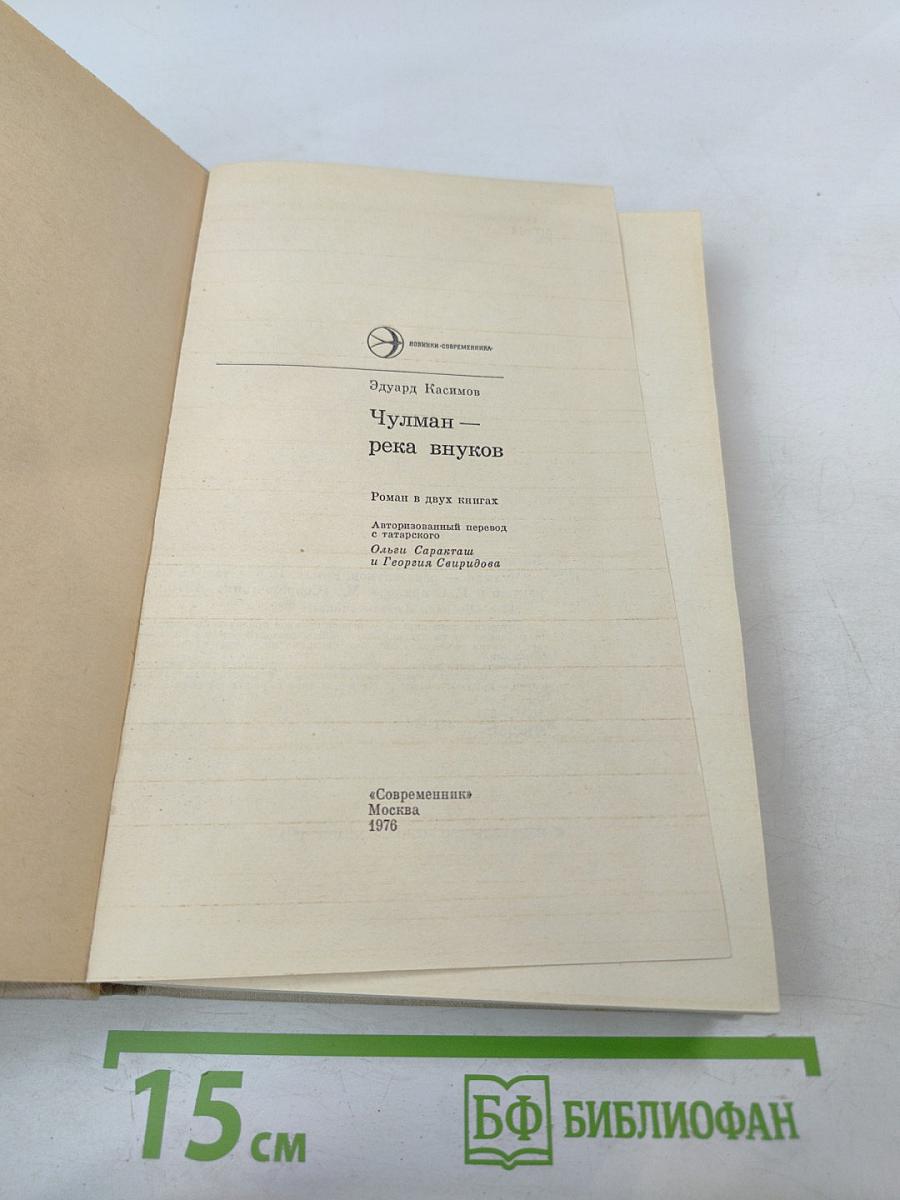 НОВИНКИ «СОВРЕМЕННИКА»
Эдуард Касимов
Чулман —
река внуков
Роман в двух книгах
Авторизованный перевод
с татарского
Ольги Саракташ
и Георгия Свиридова
«Современник»
Москва
1976
15 см
БФ БИБЛИОФАН